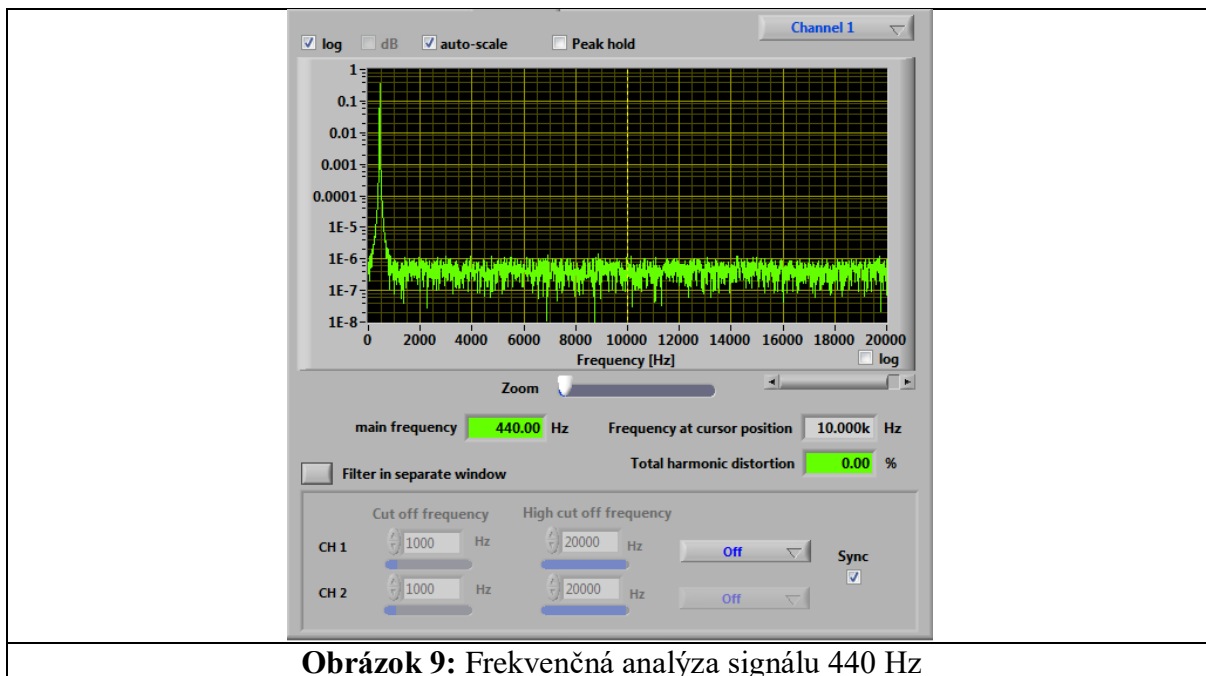 Channel 1
log dB auto-scale Peak hold
1
0.1
0.01
0.001
0.0001
1E-5
1E-6
1E-7
1E-8
0 2000 4000 6000 8000 10000 12000 14000 16000 18000 20000
Frequency [Hz]
log
Zoom
main frequency 440.00 Hz Frequency at cursor position 10.000k Hz
Total harmonic distortion 0.00 %
Filter in separate window
Cut off frequency High cut off frequency
CH 1 1000 Hz 20000 Hz Off Sync
CH 2 1000 Hz 20000 Hz Off
Obrázok 9: Frekvenčná analýza signálu 440 Hz